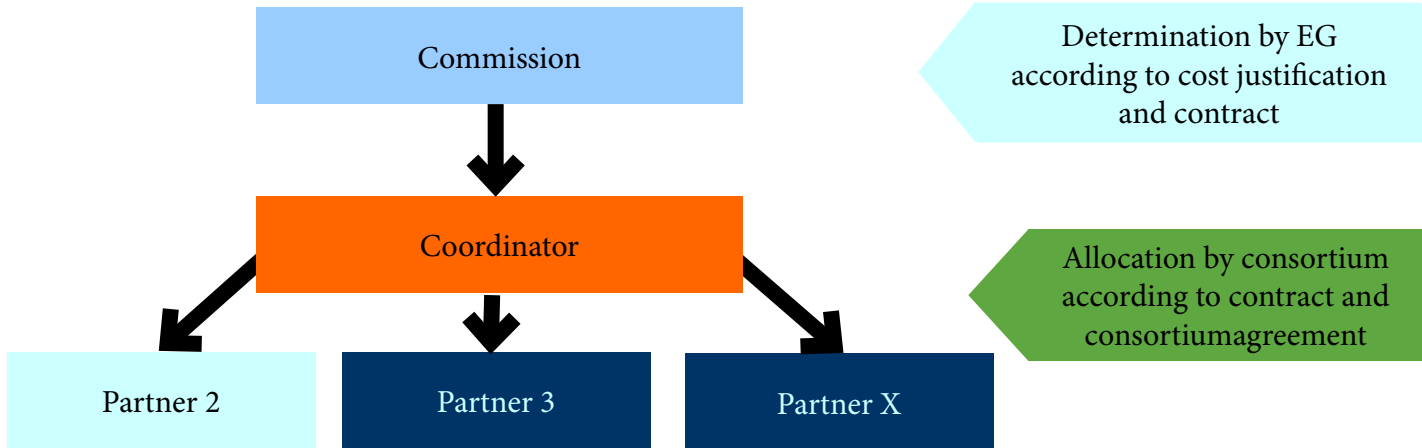 Commission
Determination by EG
according to cost justification
and contract
Coordinator
Allocation by consortium
according to contract and
consortiumagreement
Partner 2
Partner 3
Partner X